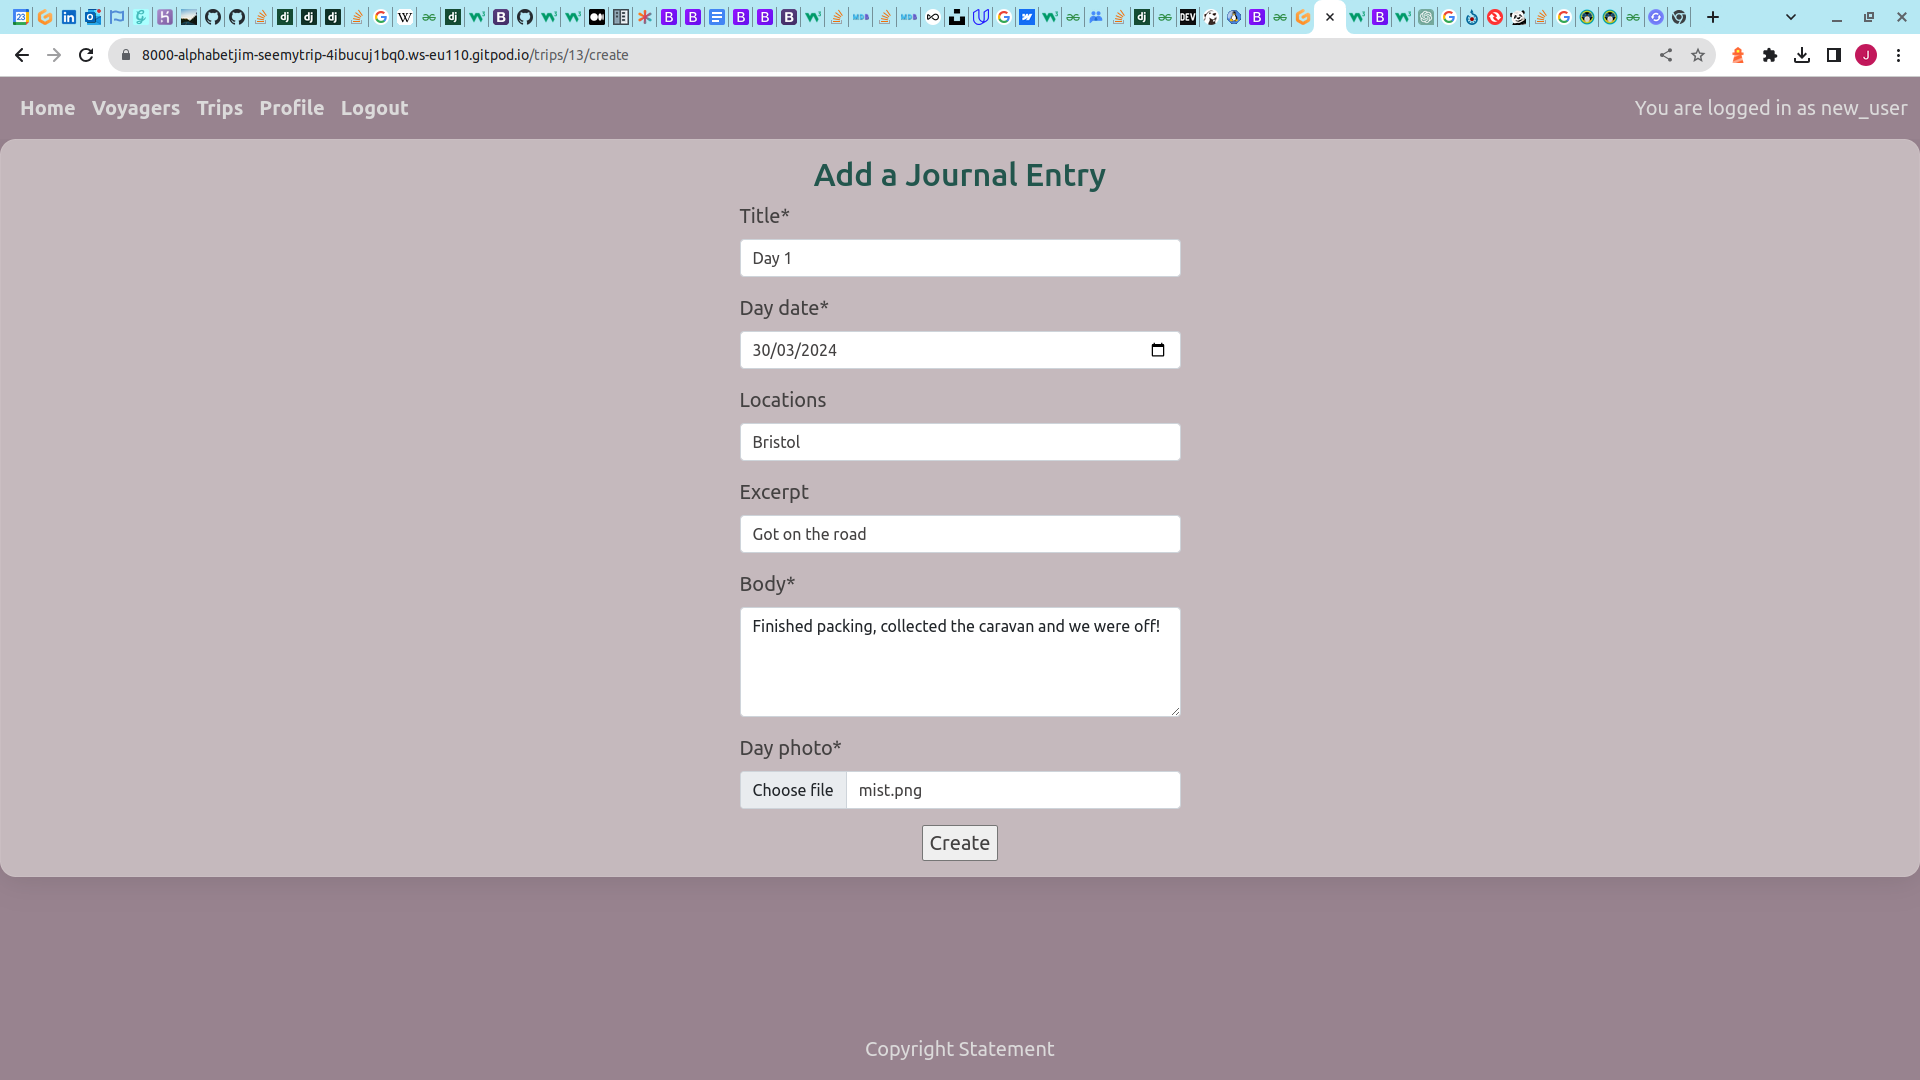 8000-alphabetjim-seemytrip-4ibucuj1bq0.ws-eu110.gitpod.io/trips/13/create
J
Home Voyagers Trips Profile Logout
You are logged in as new_user
Add a Journal Entry
Title*
Day 1
Day date*
30/03/2024
Locations
Bristol
Excerpt
Got on the road
Body*
Finished packing, collected the caravan and we were off!
Day photo*
Choose file mist.png
Create
Copyright Statement